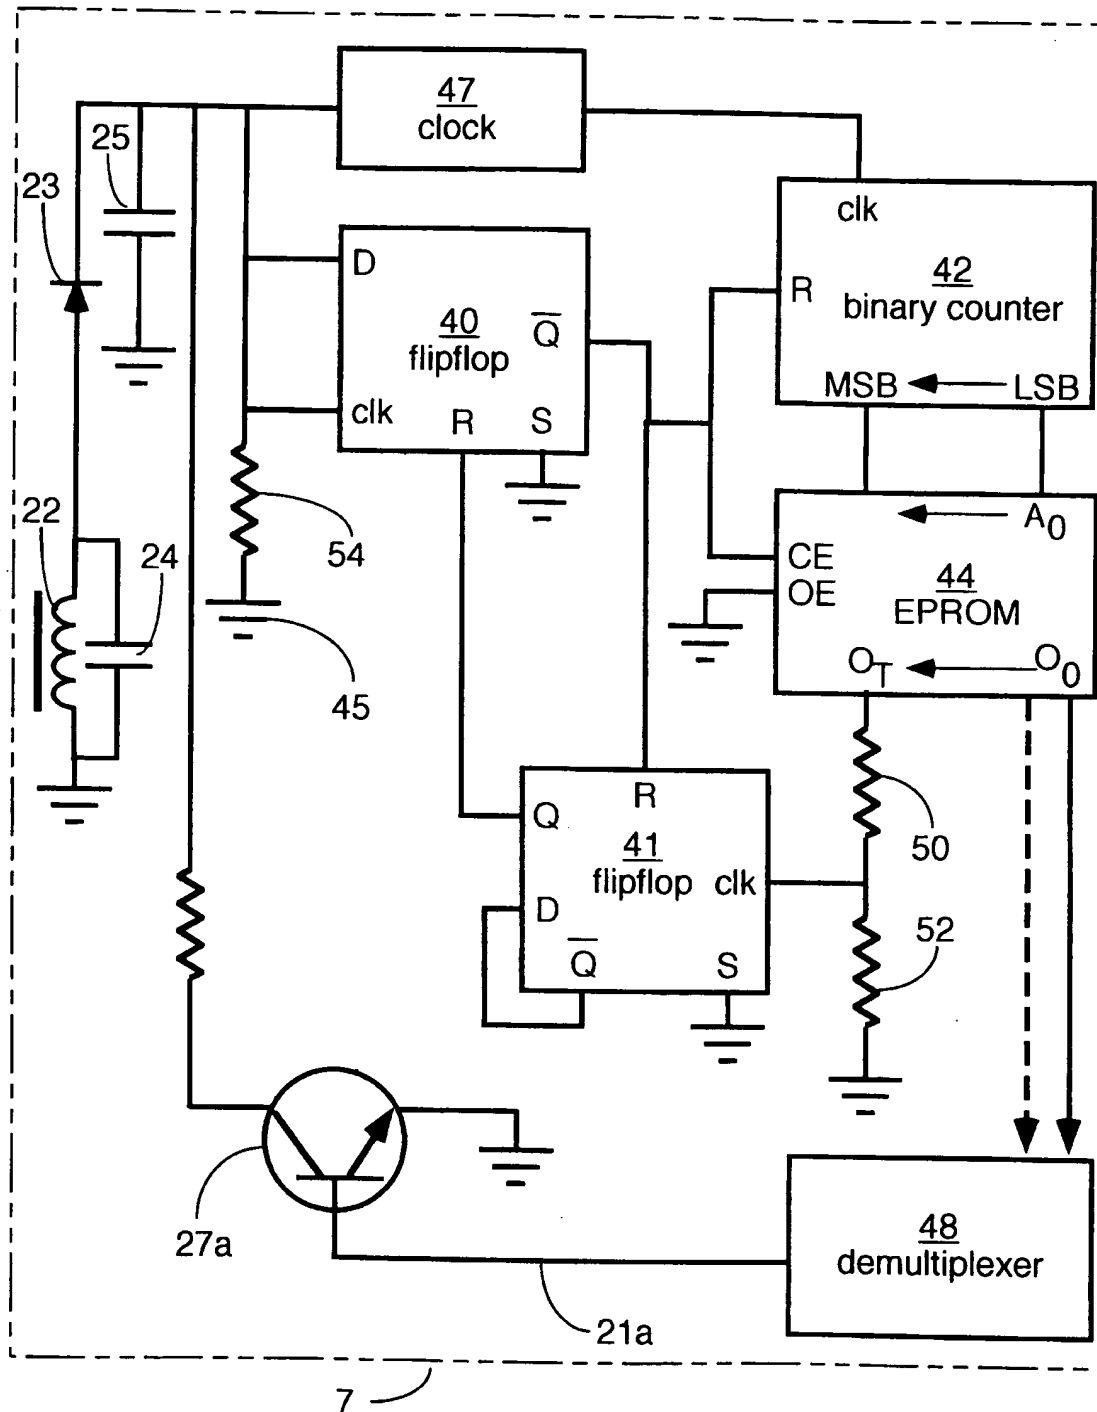 47
clock
25
23
clk
42
binary counter
R
MSB
LSB
D
40
flipflop
Q
clk
R
S
22
24
54
45
A0
CE
OE
44
EPROM
OT
O0
R
Q
41
flipflop
clk
D
Q
S
50
52
27a
48
demultiplexer
21a
7